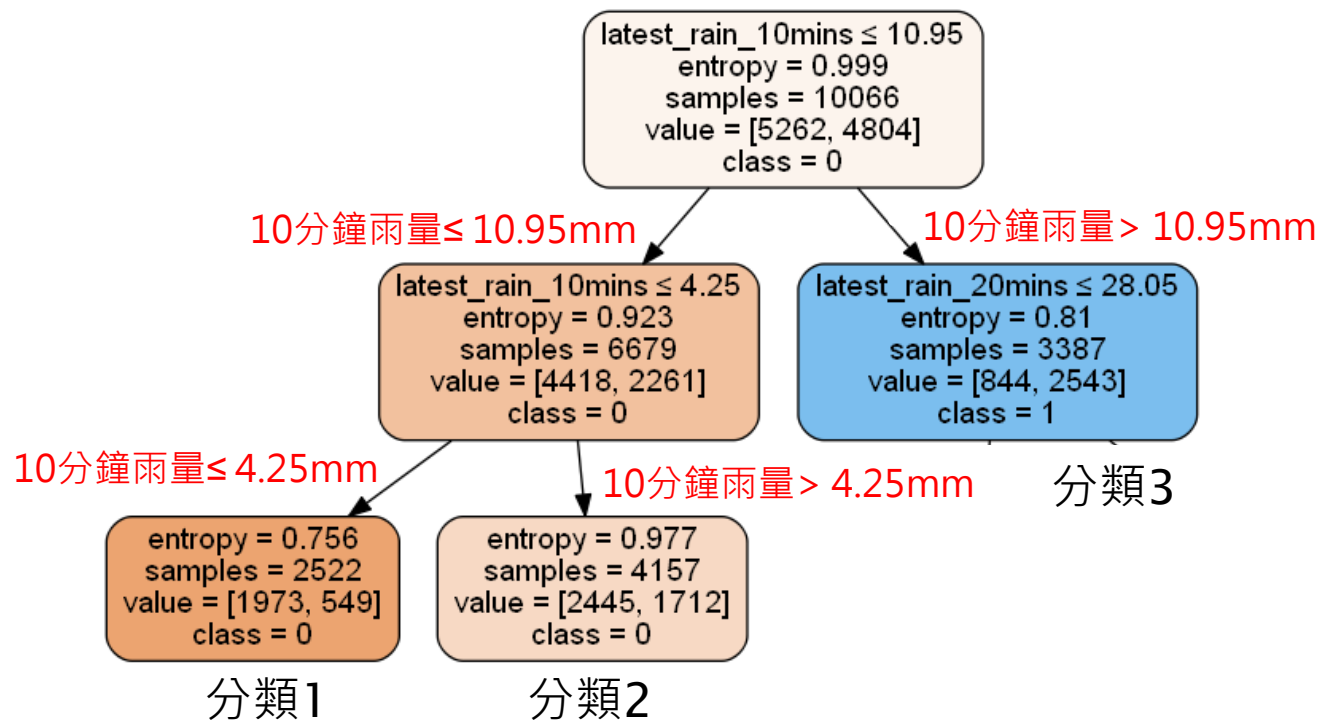 latest_rain_10mins ≤ 10.95
entropy = 0.999
samples = 10066
value = [5262, 4804]
class = 0
10分鐘雨量≤ 10.95mm
10分鐘雨量> 10.95mm
latest_rain_10mins ≤ 4.25
entropy = 0.923
samples = 6679
value = [4418, 2261]
class = 0
latest_rain_20mins ≤ 28.05
entropy = 0.81
samples = 3387
value = [844, 2543]
class = 1
10分鐘雨量≤ 4.25mm
10分鐘雨量> 4.25mm
分類3
entropy = 0.756
samples = 2522
value = [1973, 549]
class = 0
entropy = 0.977
samples = 4157
value = [2445, 1712]
class = 0
分類1
分類2